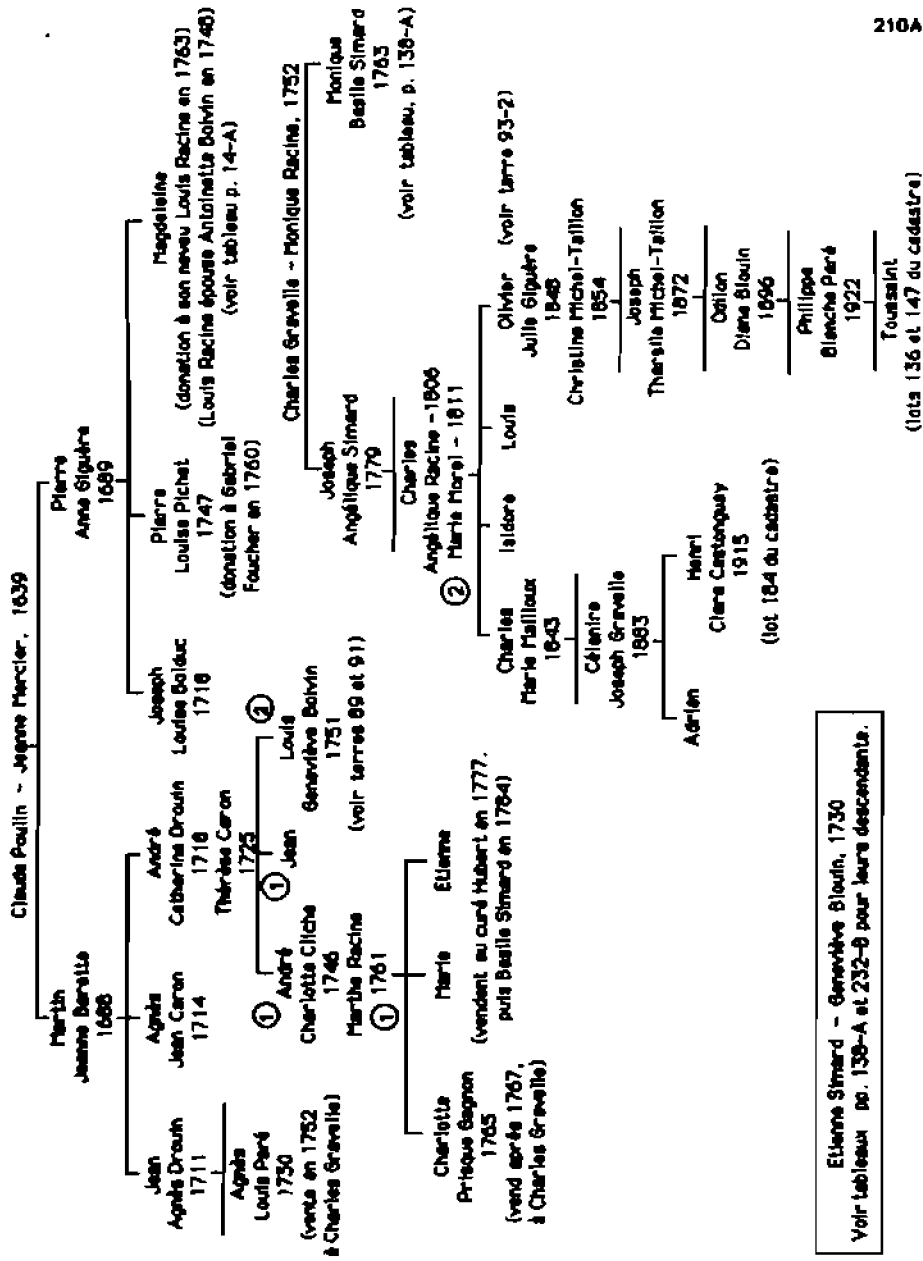 210A
Claude Poulin - Jeanne Mercier, 1639
Martin
Jeanne Barette
1688
Pierre
Anne Giguère
1689
Jean
Agnès Drouin
1711
Agnès
Jean Caron
1714
André
Catherine Drouin
1718
Thérèse Caron
1725
Joseph
Louise Bolduc
1718
Pierre
Louise Pichet
1747
(donation à Gabriel
Foucher en 1760)
Magdeleine
(donation à son neveu Louis Racine en 1763)
(Louis Racine épouse Antoinette Boivin en 1748)
(voir tableau p. 14-A)
Agnès
Louis Paré
1730
(vente en 1752
à Charles Gravelle)
① André
Charlotte Cliche
1746
Marthe Racine
① 1761
① Jean
② Louis
Geneviève Boivin
1751
(voir terres 89 et 91)
Charlotte
Prisque Gagnon
1765
(vend après 1767,
à Charles Gravelle)
Marie
Etienne
(vendent au curé Hubert en 1777,
puis Basile Simard en 1784)
Charles Gravelle - Monique Racine, 1752
Joseph
Angélique Simard
1779
Monique
Basile Simard
1763
(voir tableau, p. 138-A)
Charles
Angélique Racine - 1806
② Marie Morel - 1811
Charles
Marie Mailloux
1843
Isidore
Louis
Olivier (voir terre 93-2)
Julie Giguère
1848
Christine Michel-Taillon
1854
Célenire
Joseph Gravelle
1883
Joseph
Tharsile Michel-Taillon
1872
Adrien
Henri
Clara Castonguay
1915
(lot 184 du cadastre)
Odilon
Diana Blouin
1896
Philippe
Blanche Paré
1922
Toussaint
(lots 136 et 147 du cadastre)
Etienne Simard - Geneviève Blouin, 1730
Voir tableaux pp. 138-A et 232-B pour leurs descendants.